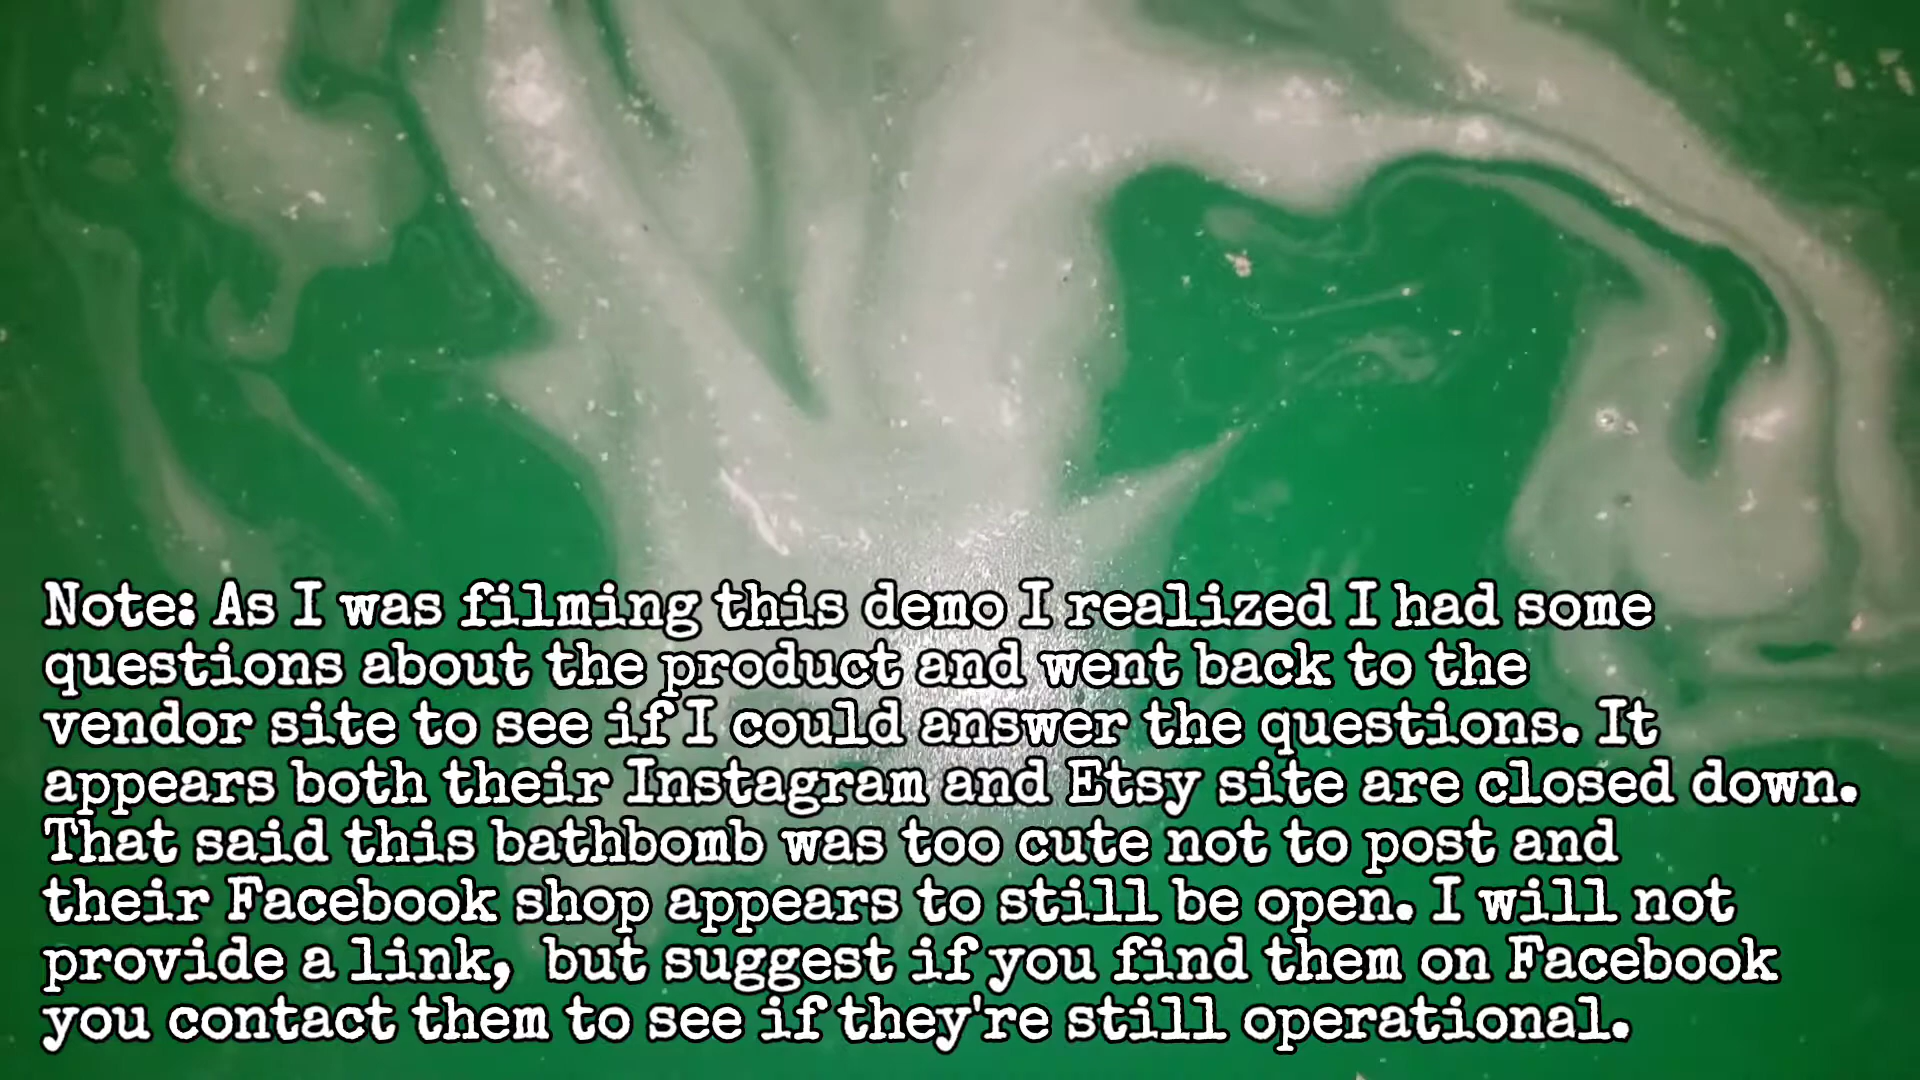 Note: As I was filming this demo I realized I had some
questions about the product and went back to the
vendor site to see if I could answer the questions. It
appears both their Instagram and Etsy site are closed down.
That said this bathbomb was too cute not to post and
their Facebook shop appears to still be open. I will not
provide a link, but suggest if you find them on Facebook
you contact them to see if they're still operational.